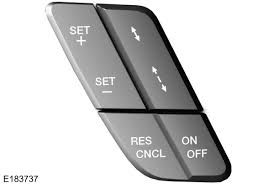 SET
+
SET
–
RES
CNCL
ON
OFF
E183737